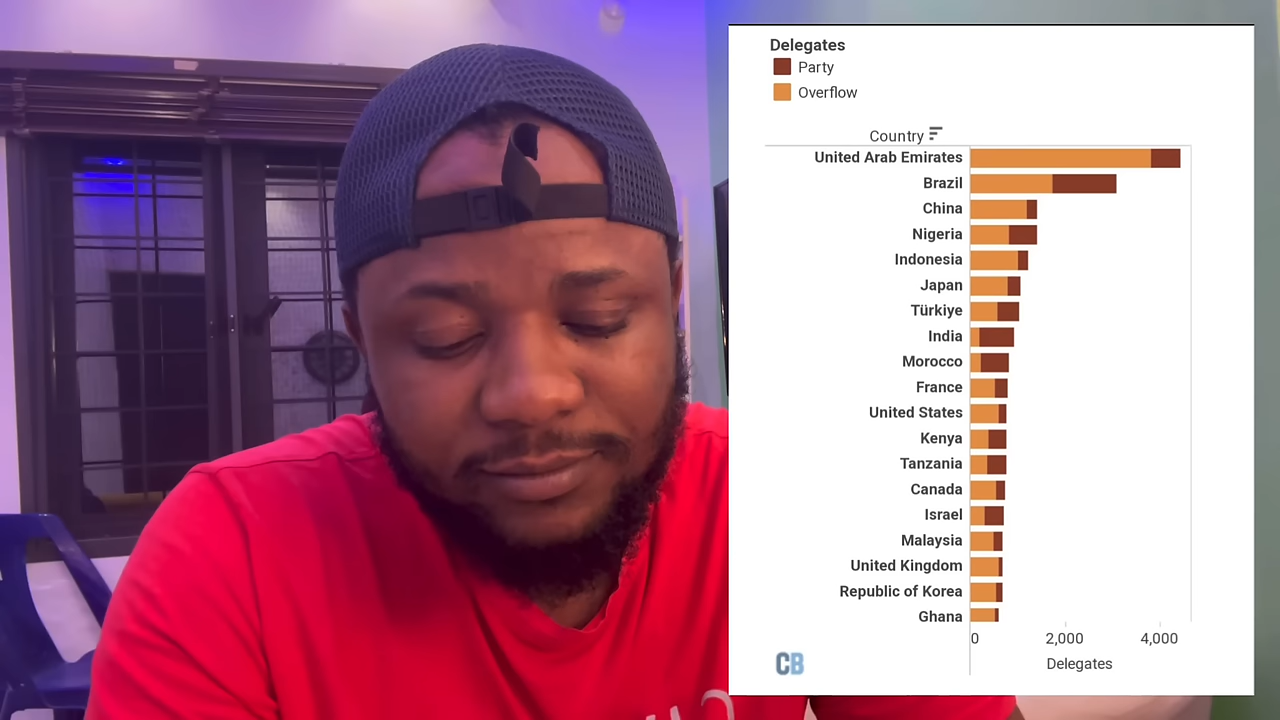 Delegates
Party
Overflow
Country
United Arab Emirates
Brazil
China
Nigeria
Indonesia
Japan
Türkiye
India
Morocco
France
United States
Kenya
Tanzania
Canada
Israel
Malaysia
United Kingdom
Republic of Korea
Ghana
0 2,000 4,000
Delegates
CB